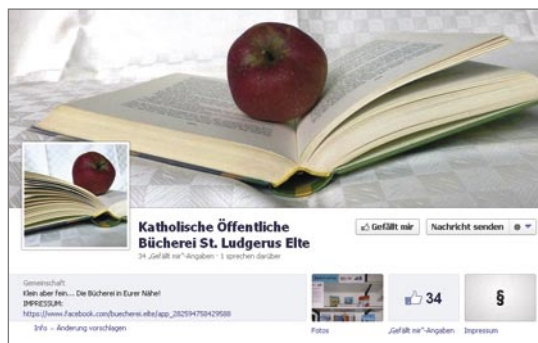 Katholische Öffentliche
Bücherei St. Ludgerus Elte
34 „Gefällt mir“-Angaben · 1 sprechen darüber
Gefällt mir
Nachricht senden
Gemeinschaft
Klein aber fein... Die Bücherei in Eurer Nähe!
IMPRESSUM:
https://www.facebook.com/buecherei.elte/app_282594758429588
Info - Änderung vorschlagen
Fotos
34
„Gefällt mir“-Angaben
§
Impressum